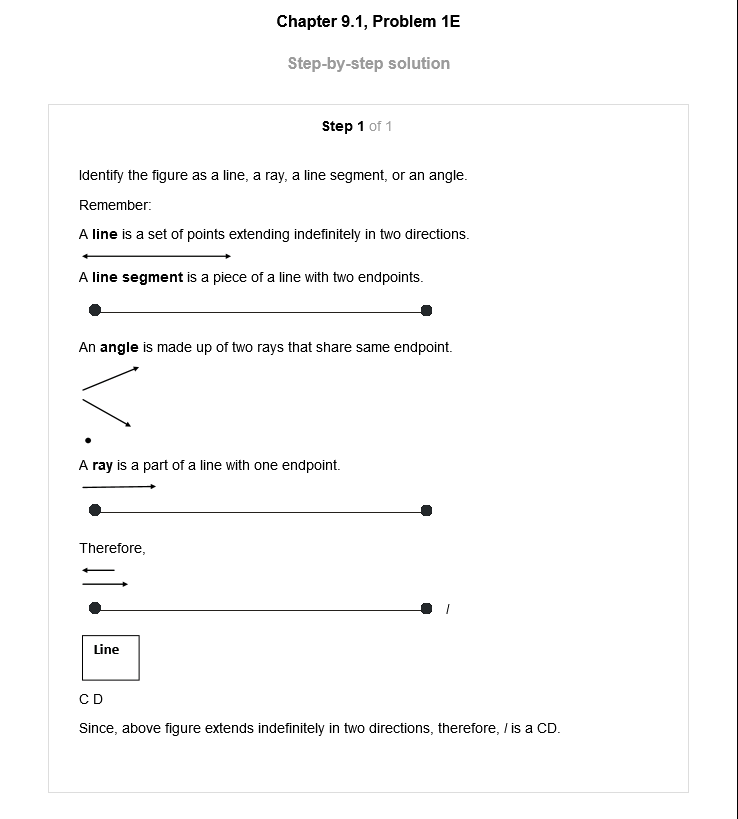 Chapter 9.1, Problem 1E
Step-by-step solution
Step 1 of 1
Identify the figure as a line, a ray, a line segment, or an angle.
Remember:
A line is a set of points extending indefinitely in two directions.
A line segment is a piece of a line with two endpoints.
An angle is made up of two rays that share same endpoint.
A ray is a part of a line with one endpoint.
Therefore,
l
Line
C D
Since, above figure extends indefinitely in two directions, therefore, l is a CD.